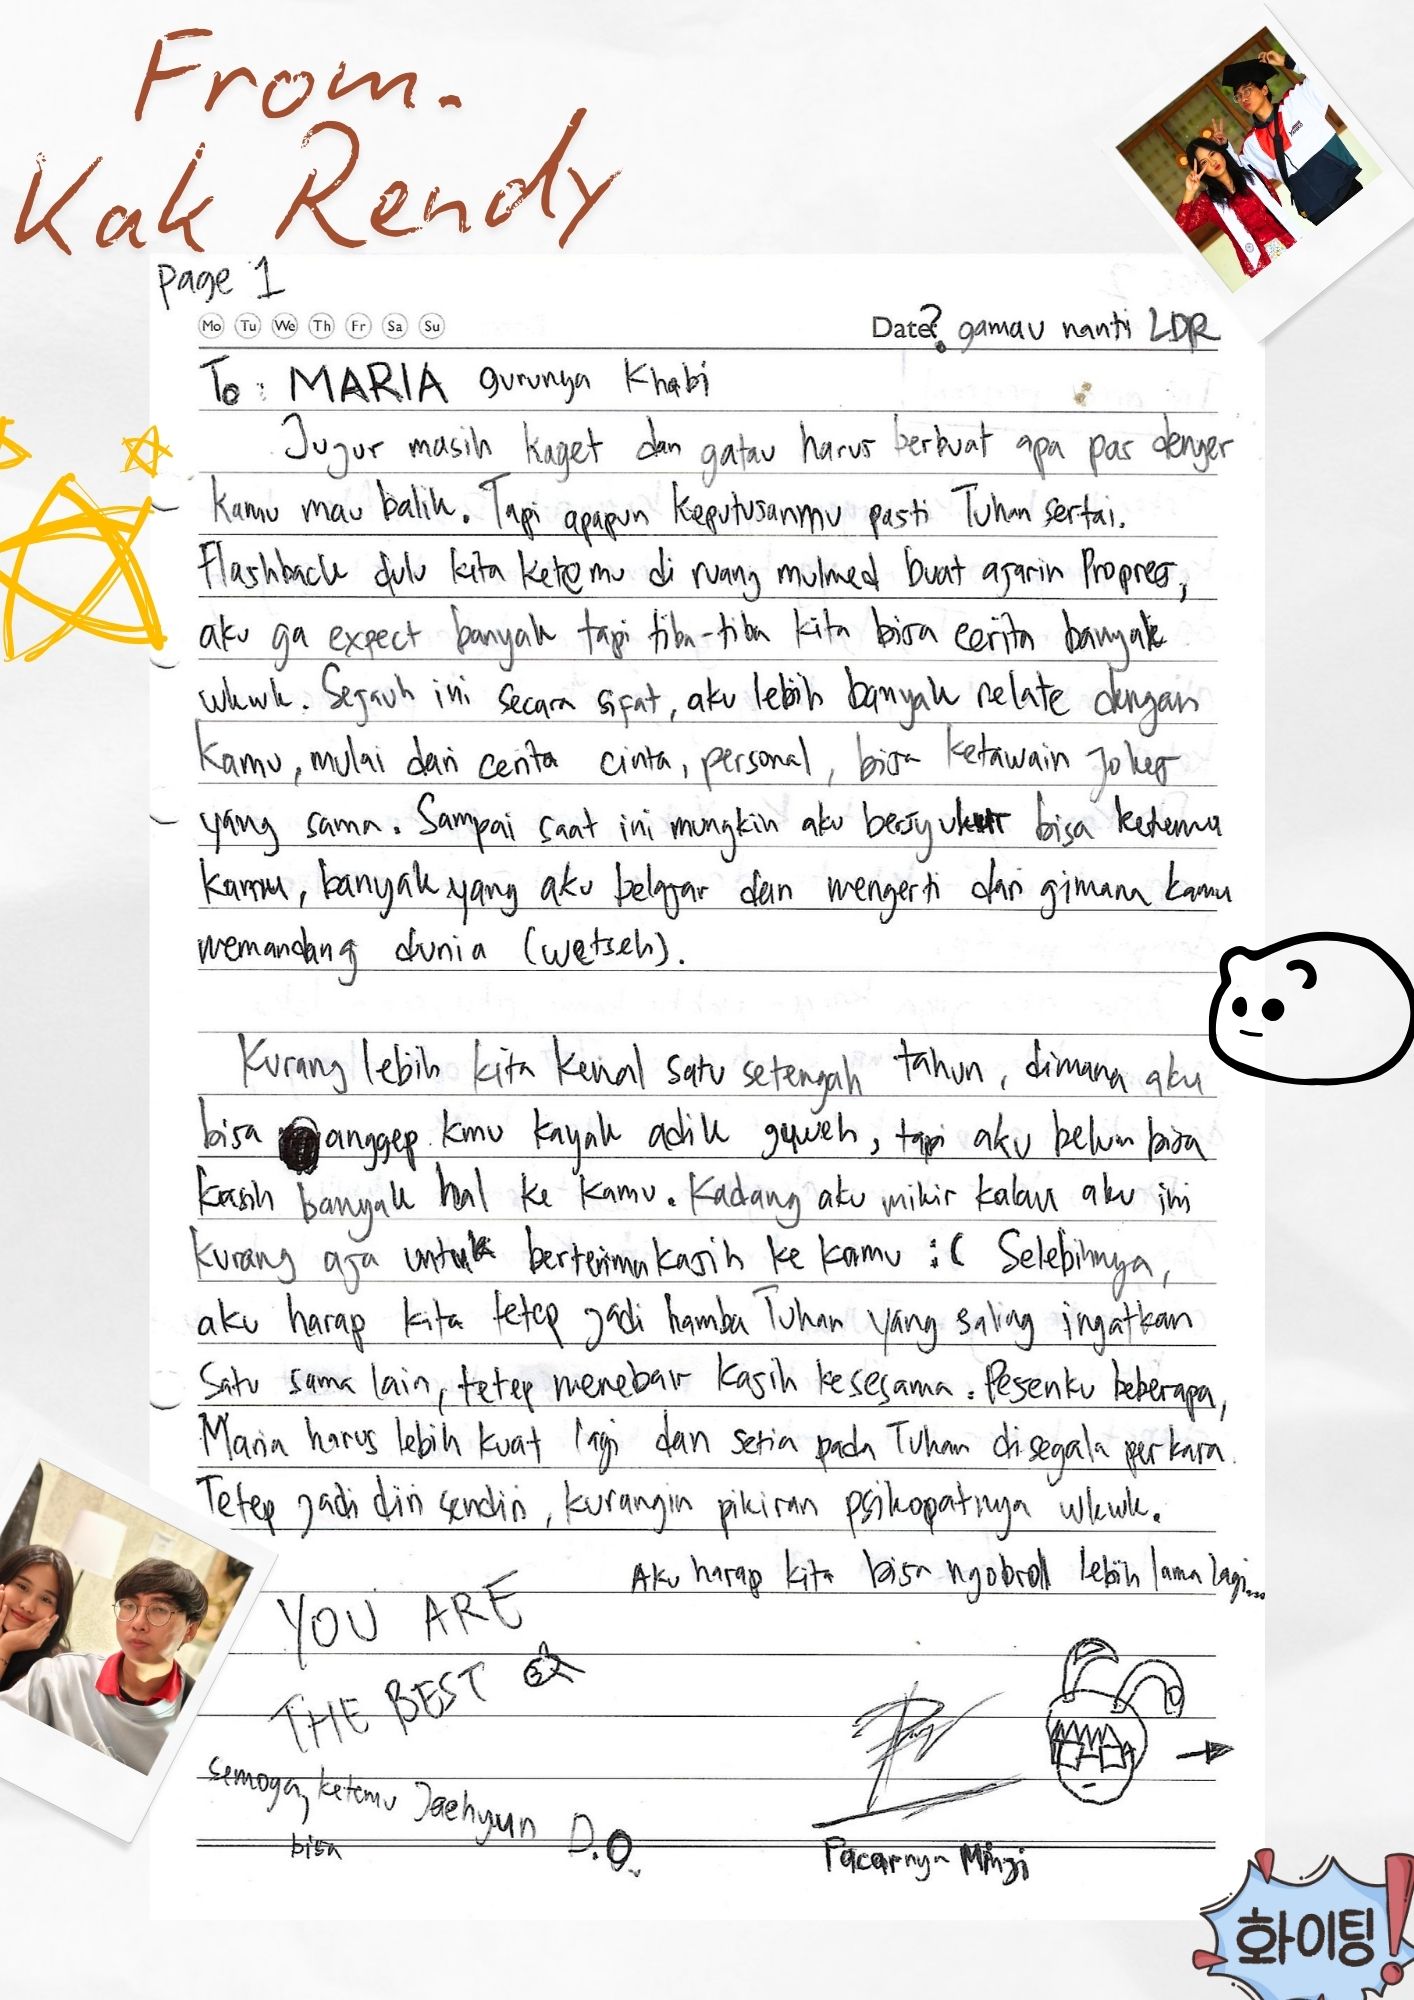 From.
Kak Rendy
page 1
Mo Tu We Th Fr Sa Su
Date? gamau nanti LDR
To: MARIA gurunya Khabi
Jujur masih kaget dan gatau harus berbuat apa pas denger
kamu mau balik. Tapi apapun keputusanmu pasti Tuhan sertai.
Flashback dulu kita ketemu di ruang mulmed buat ajarin Propres,
aku ga expect banyak tapi tiba-tiba kita bisa cerita banyak
wkwk. Sejauh ini secara sifat, aku lebih banyak relate dengan
kamu, mulai dari cerita cinta, personal, bisa ketawain jokes
yang sama. Sampai saat ini mungkin aku bersyukur bisa ketemu
kamu, banyak yang aku belajar dan mengerti dari gimana kamu
memandang dunia (wetseh).
Kurang lebih kita kenal satu setengah tahun, dimana aku
bisa anggep kmu kayak adik guweh, tapi aku belum bisa
kasih banyak hal ke kamu. Kadang aku mikir kalau aku ini
kurang aja untuk berterimakasih ke kamu :( Selebihnya,
aku harap kita tetep jadi hamba Tuhan yang saling ingatkan
satu sama lain, tetep menebar kasih kesesama. Pesenku beberapa,
Maria harus lebih kuat lagi dan setia pada Tuhan disegala perkara.
Tetep jadi diri sendiri, kurangin pikiran psikopatnya wkwk.
Aku harap kita bisa ngobrol lebih lama lagi...
YOU ARE
THE BEST
semoga bisa ketemu Jaehyun D.O.
Pacarnya Minji
화이팅!